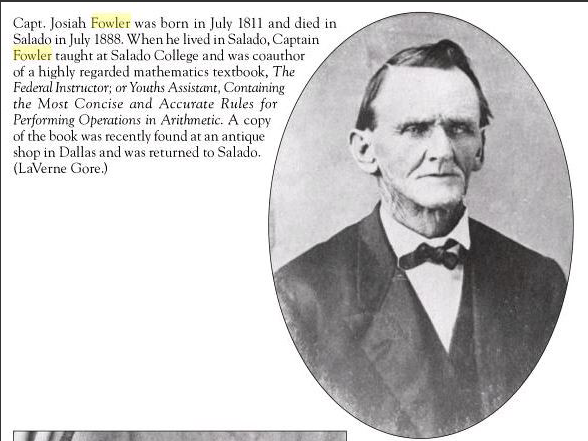 Capt. Josiah Fowler was born in July 1811 and died in
Salado in July 1888. When he lived in Salado, Captain
Fowler taught at Salado College and was coauthor
of a highly regarded mathematics textbook, The
Federal Instructor; or Youths Assistant, Containing
the Most Concise and Accurate Rules for
Performing Operations in Arithmetic. A copy
of the book was recently found at an antique
shop in Dallas and was returned to Salado.
(LaVerne Gore.)